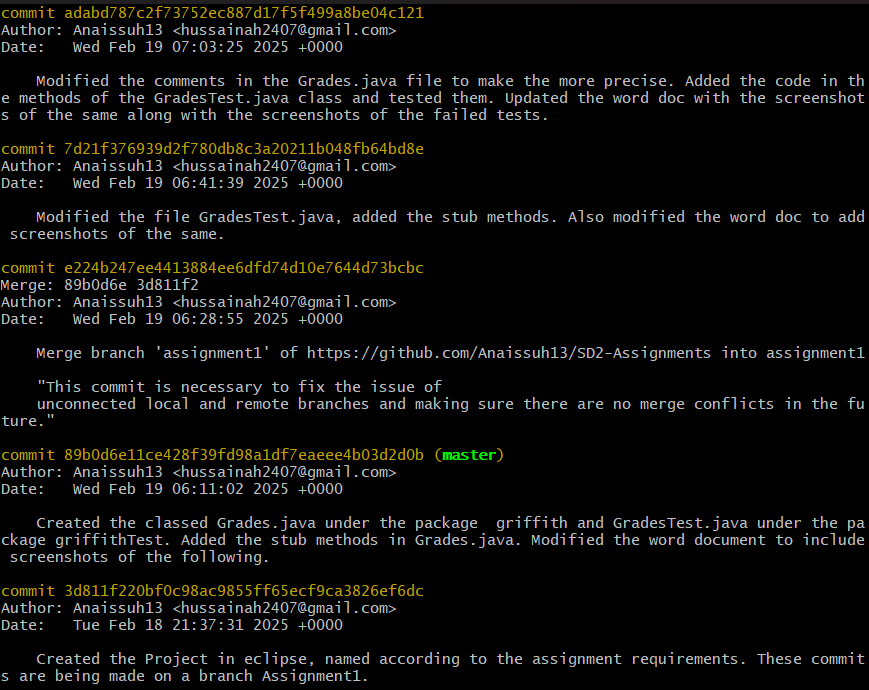 commit adabd787c2f73752ec887d17f5f499a8be04c121
Author: Anaissuh13 <hussainah2407@gmail.com>
Date:   Wed Feb 19 07:03:25 2025 +0000
    Modified the comments in the Grades.java file to make the more precise. Added the code in th
e methods of the GradesTest.java class and tested them. Updated the word doc with the screenshot
s of the same along with the screenshots of the failed tests.
commit 7d21f376939d2f780db8c3a20211b048fb64bd8e
Author: Anaissuh13 <hussainah2407@gmail.com>
Date:   Wed Feb 19 06:41:39 2025 +0000
    Modified the file GradesTest.java, added the stub methods. Also modified the word doc to add
 screenshots of the same.
commit e224b247ee4413884ee6dfd74d10e7644d73bcbc
Merge: 89b0d6e 3d811f2
Author: Anaissuh13 <hussainah2407@gmail.com>
Date:   Wed Feb 19 06:28:55 2025 +0000
    Merge branch 'assignment1' of https://github.com/Anaissuh13/SD2-Assignments into assignment1
    "This commit is necessary to fix the issue of
    unconnected local and remote branches and making sure there are no merge conflicts in the fu
ture."
commit 89b0d6e11ce428f39fd98a1df7eaeee4b03d2d0b (master)
Author: Anaissuh13 <hussainah2407@gmail.com>
Date:   Wed Feb 19 06:11:02 2025 +0000
    Created the classed Grades.java under the package  griffith and GradesTest.java under the pa
ckage griffithTest. Added the stub methods in Grades.java. Modified the word document to include
 screenshots of the following.
commit 3d811f220bf0c98ac9855ff65ecf9ca3826ef6dc
Author: Anaissuh13 <hussainah2407@gmail.com>
Date:   Tue Feb 18 21:37:31 2025 +0000
    Created the Project in eclipse, named according to the assignment requirements. These commit
s are being made on a branch Assignment1.